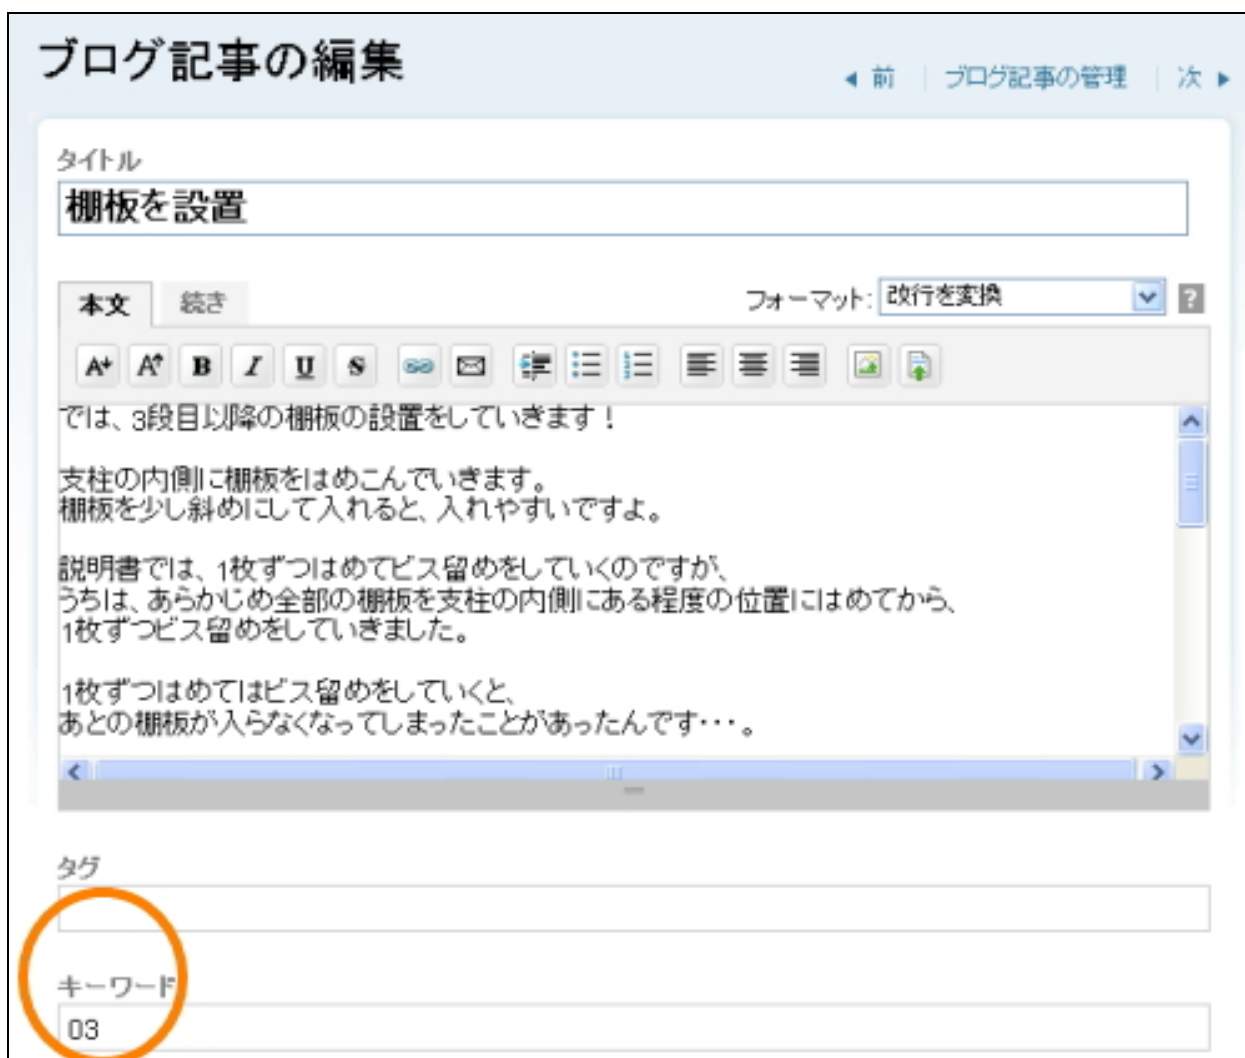 ブログ記事の編集
前 | ブログ記事の管理 | 次
タイトル
棚板を設置
本文 続き フォーマット: 改行を変換 ?
A A B I U S
では、3段目以降の棚板の設置をしていきます！
支柱の内側に棚板をはめこんでいきます。
棚板を少し斜めにして入れると、入れやすいですよ。
説明書では、1枚ずつはめてビス留めをしていくのですが、
うちは、あらかじめ全部の棚板を支柱の内側にある程度の位置にはめてから、
1枚ずつビス留めをしていきました。
1枚ずつはめてはビス留めをしていくと、
あとの棚板が入らなくなってしまったことがあったんです・・・。
タグ
キーワード
03